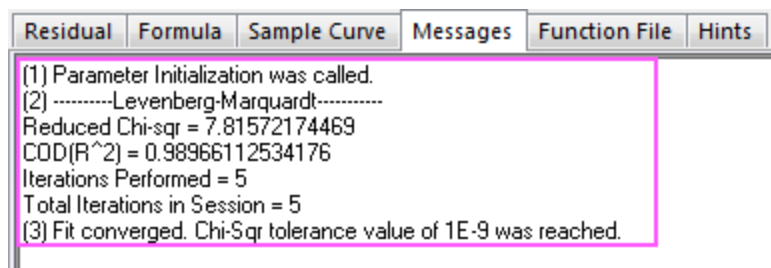 Residual Formula Sample Curve Messages Function File Hints
(1) Parameter Initialization was called.
(2) ----------Levenberg-Marquardt-----------
Reduced Chi-sqr = 7.81572174469
COD(R^2) = 0.98966112534176
Iterations Performed = 5
Total Iterations in Session = 5
(3) Fit converged. Chi-Sqr tolerance value of 1E-9 was reached.